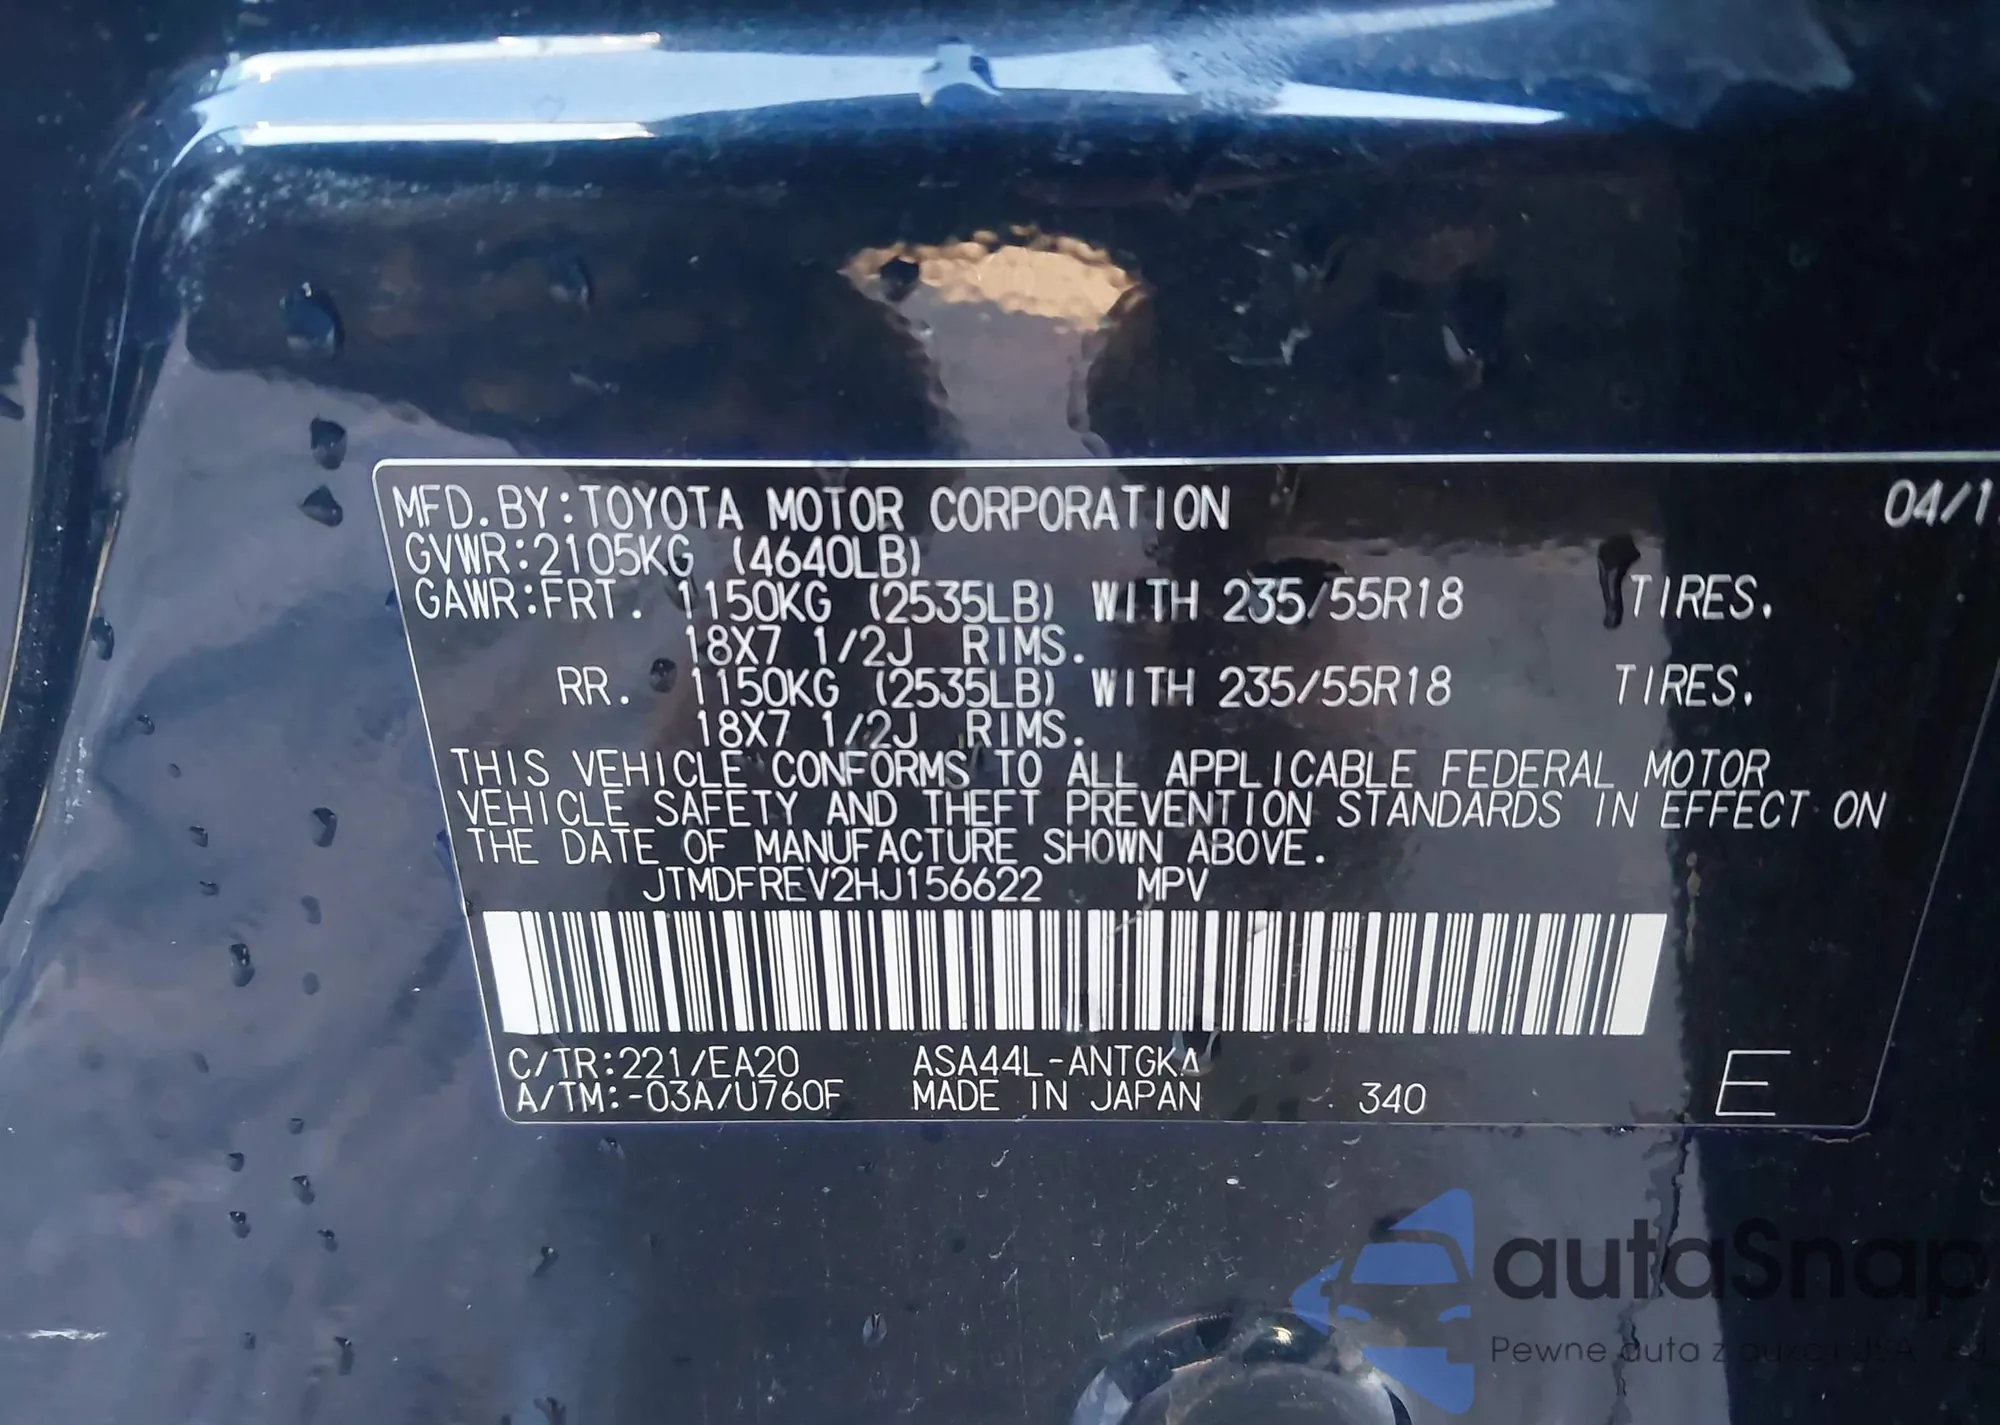 MFD. BY:TOYOTA MOTOR CORPORATION 04/1
GVWR:2105KG (4640LB)
GAWR:FRT. 1150KG (2535LB) WITH 235/55R18 TIRES.
18X7 1/2J RIMS.
RR. 1150KG (2535LB) WITH 235/55R18 TIRES.
18X7 1/2J RIMS.
THIS VEHICLE CONFORMS TO ALL APPLICABLE FEDERAL MOTOR
VEHICLE SAFETY AND THEFT PREVENTION STANDARDS IN EFFECT ON
THE DATE OF MANUFACTURE SHOWN ABOVE.
JTMDFREV2HJ156622 MPV
C/TR:221/EA20 ASA44L-ANTGKA
A/TM:-03A/U760F MADE IN JAPAN 340 E
autaSnap
Pewne auta z